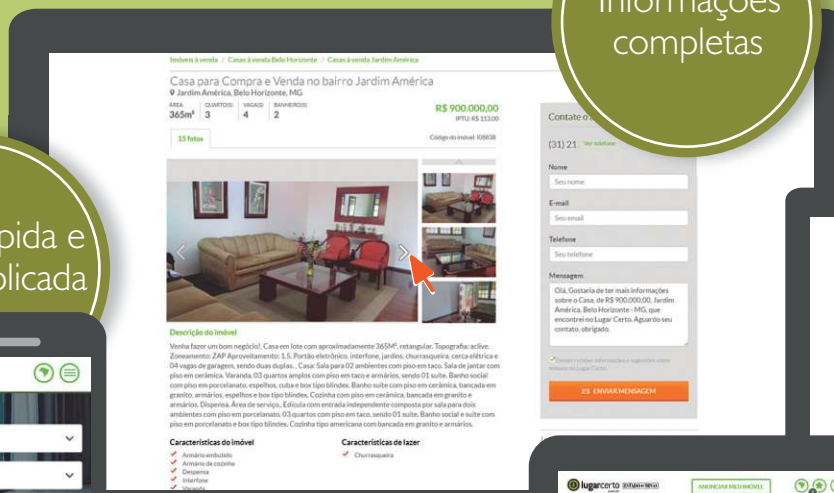 Informações
completas
pida e
plicada
Imóveis à venda / Casas à venda Belo Horizonte / Casas à venda Jardim América
Casa para Compra e Venda no bairro Jardim América
Jardim América, Belo Horizonte, MG
ÁREA QUARTO(S) VAGA(S) BANHEIRO(S)
365m² 3 4 2
R$ 900.000,00
IPTU: R$ 113,00
15 fotos
Código do imóvel: I08838
Contate o
(31) 21 Ver telefone
Nome
Seu nome
E-mail
Seu email
Telefone
Seu telefone
Mensagem
Olá, Gostaria de ter mais informações
sobre o Casa, de R$ 900.000,00, Jardim
América, Belo Horizonte - MG, que
encontrei no Lugar Certo. Aguardo seu
contato, obrigado.
Desejo receber informações e sugestões sobre
imóveis do Lugar Certo.
ENVIAR MENSAGEM
Descrição do imóvel
Venha fazer um bom negócio!, Casa em lote com aproximadamente 365M², retangular. Topografia: aclive.
Zoneamento: ZAP Aproveitamento: 1.5. Portão eletrônico, interfone, jardins, churrasqueira, cerca elétrica e
04 vagas de garagem, sendo duas duplas. , Casa: Sala para 02 ambientes com piso em taco. Sala de jantar com
piso em cerâmica. Varanda. 03 quartos amplos com piso em taco e armários, sendo 01 suíte. Banho social
com piso em porcelanato, espelhos, cuba e box tipo blindex. Banho suíte com piso em cerâmica, bancada em
granito, armários, espelhos e box tipo blindex. Cozinha com piso em cerâmica, bancada em granito e
armários. Dispensa. Área de serviço., Edícula com entrada independente composta por sala para dois
ambientes com piso em porcelanato. 03 quartos com piso em taco, sendo 01 suíte. Banho social e suíte com
piso em porcelanato e box tipo blindex. Cozinha tipo americana com bancada em granito e armários.
Características do imóvel
Armário embutido
Armário de cozinha
Despensa
Interfone
Varanda
Características de lazer
Churrasqueira
lugarcerto ESTADO DE MINAS
ANUNCIAR MEU IMÓVEL